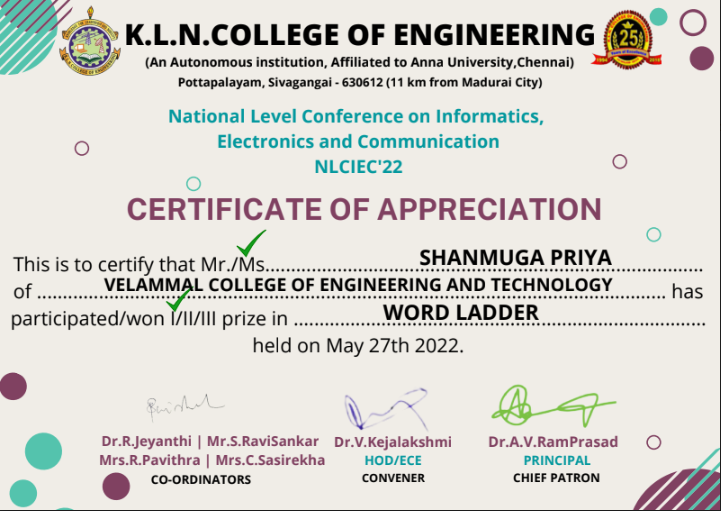 K.L.N.COLLEGE OF ENGINEERING
(An Autonomous institution, Affiliated to Anna University,Chennai)
Pottapalayam, Sivagangai - 630612 (11 km from Madurai City)
25
National Level Conference on Informatics,
Electronics and Communication
NLCIEC'22
CERTIFICATE OF APPRECIATION
This is to certify that Mr./Ms. SHANMUGA PRIYA
of VELAMMAL COLLEGE OF ENGINEERING AND TECHNOLOGY has
participated/won I/II/III prize in WORD LADDER
held on May 27th 2022.
Dr.R.Jeyanthi | Mr.S.RaviSankar
Mrs.R.Pavithra | Mrs.C.Sasirekha
CO-ORDINATORS
Dr.V.Kejalakshmi
HOD/ECE
CONVENER
Dr.A.V.RamPrasad
PRINCIPAL
CHIEF PATRON